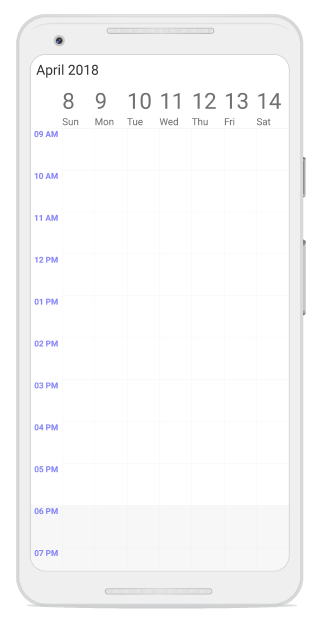 April 2018
8 9 10 11 12 13 14
Sun Mon Tue Wed Thu Fri Sat
09 AM
10 AM
11 AM
12 PM
01 PM
02 PM
03 PM
04 PM
05 PM
06 PM
07 PM